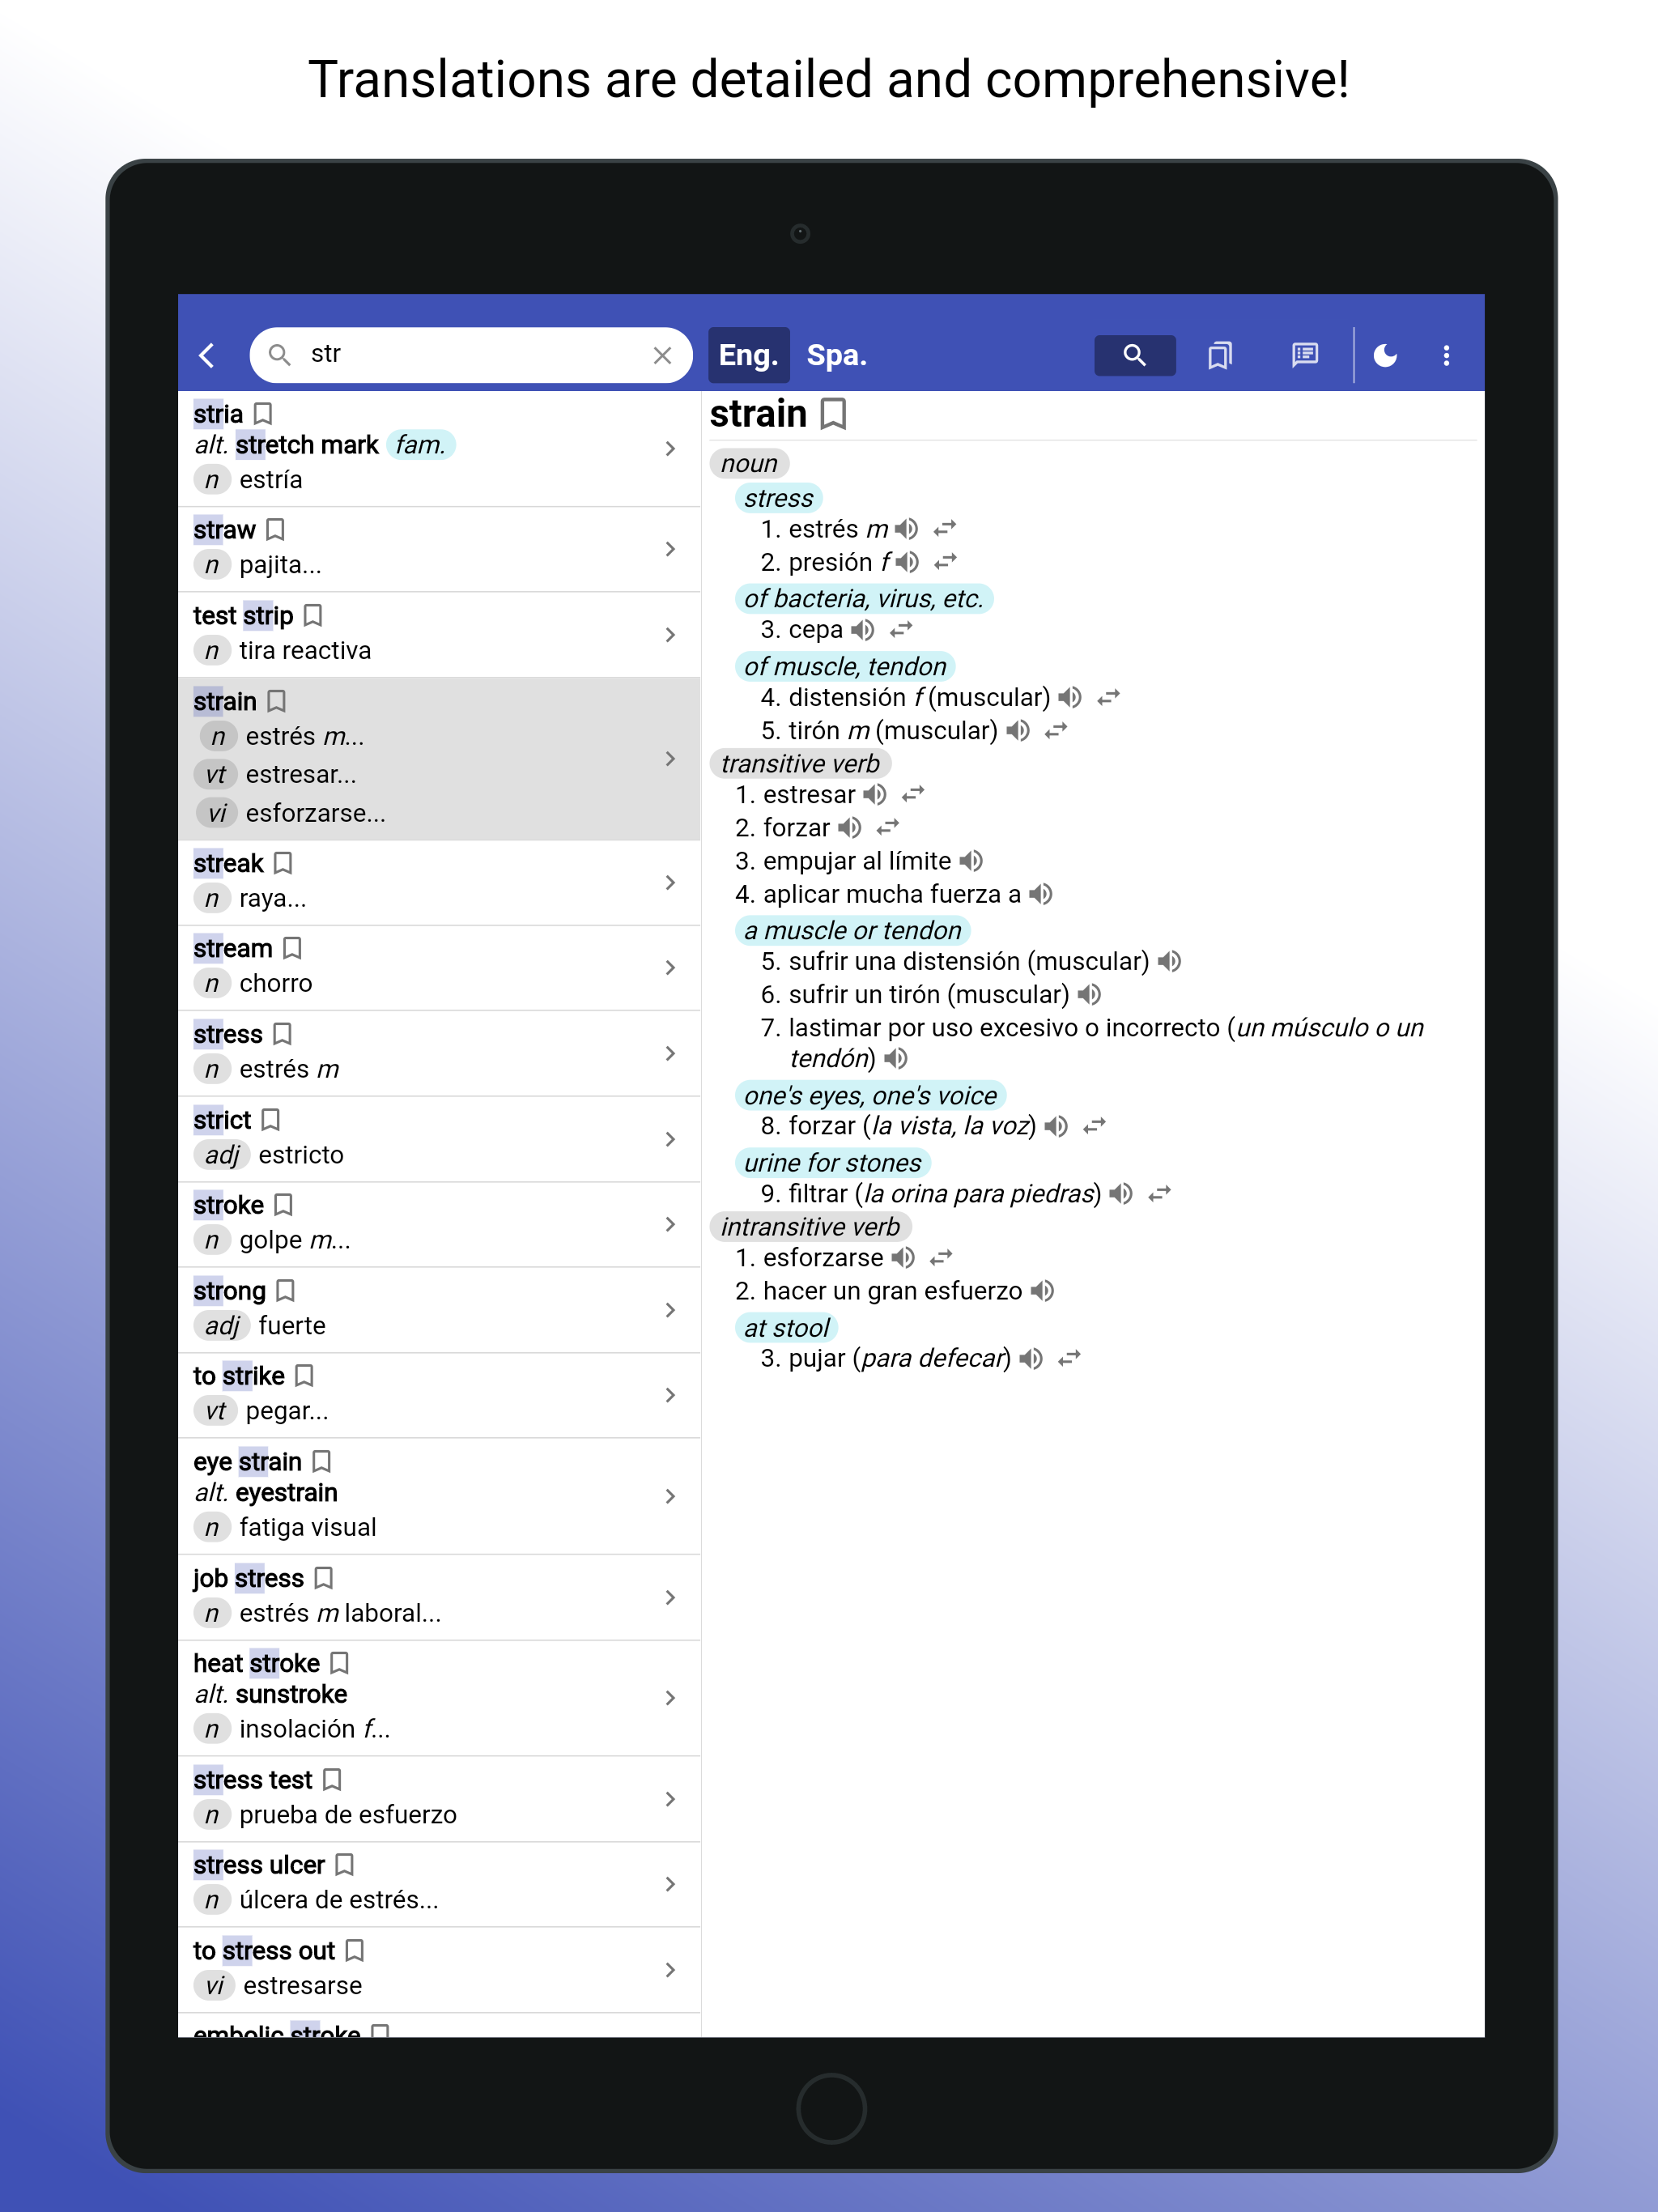 Translations are detailed and comprehensive!
str
Eng. Spa.
stria
alt. stretch mark fam.
n estría
straw
n pajita...
test strip
n tira reactiva
strain
n estrés m...
vt estresar...
vi esforzarse...
streak
n raya...
stream
n chorro
stress
n estrés m
strict
adj estricto
stroke
n golpe m...
strong
adj fuerte
to strike
vt pegar...
eye strain
alt. eyestrain
n fatiga visual
job stress
n estrés m laboral...
heat stroke
alt. sunstroke
n insolación f...
stress test
n prueba de esfuerzo
stress ulcer
n úlcera de estrés...
to stress out
vi estresarse
embolic stroke
strain
noun
stress
1. estrés m
2. presión f
of bacteria, virus, etc.
3. cepa
of muscle, tendon
4. distensión f (muscular)
5. tirón m (muscular)
transitive verb
1. estresar
2. forzar
3. empujar al límite
4. aplicar mucha fuerza a
a muscle or tendon
5. sufrir una distensión (muscular)
6. sufrir un tirón (muscular)
7. lastimar por uso excesivo o incorrecto (un músculo o un
tendón)
one's eyes, one's voice
8. forzar (la vista, la voz)
urine for stones
9. filtrar (la orina para piedras)
intransitive verb
1. esforzarse
2. hacer un gran esfuerzo
at stool
3. pujar (para defecar)